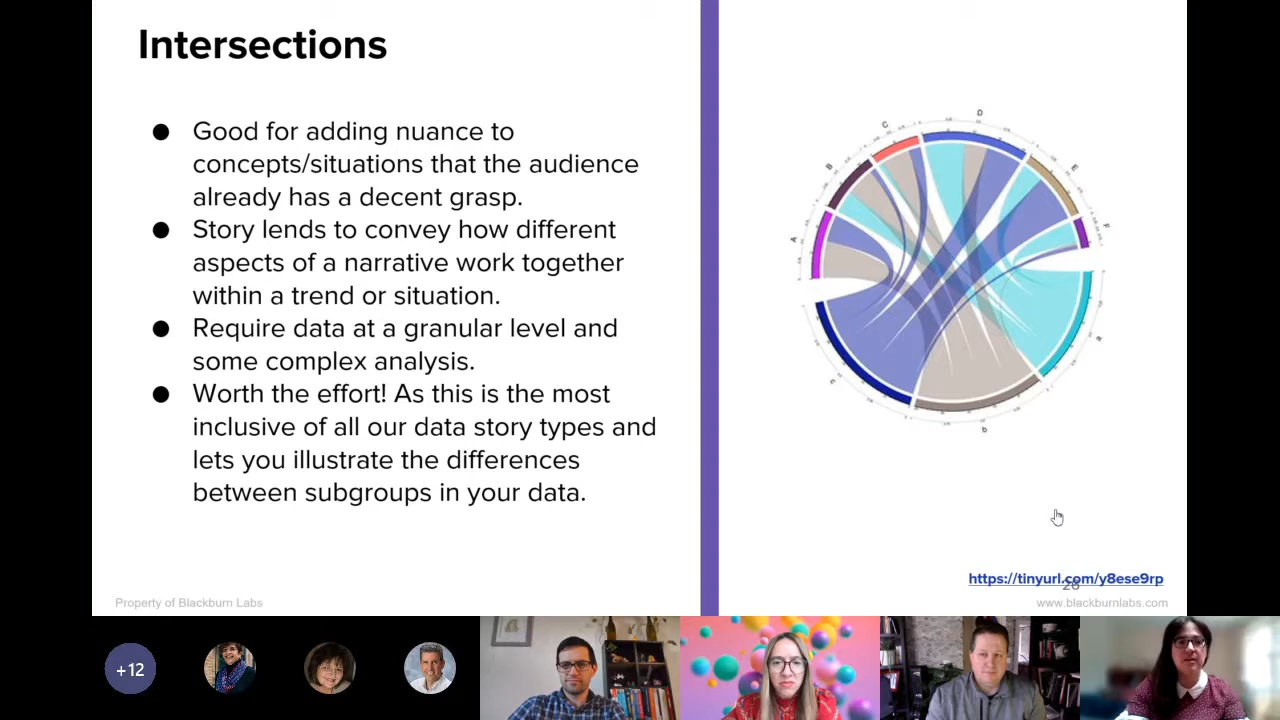 Intersections
● Good for adding nuance to
concepts/situations that the audience
already has a decent grasp.
● Story lends to convey how different
aspects of a narrative work together
within a trend or situation.
● Require data at a granular level and
some complex analysis.
● Worth the effort! As this is the most
inclusive of all our data story types and
lets you illustrate the differences
between subgroups in your data.
A
B
C
D
E
F
https://tinyurl.com/y8ese9rp
Property of Blackburn Labs
www.blackburnlabs.com
+12